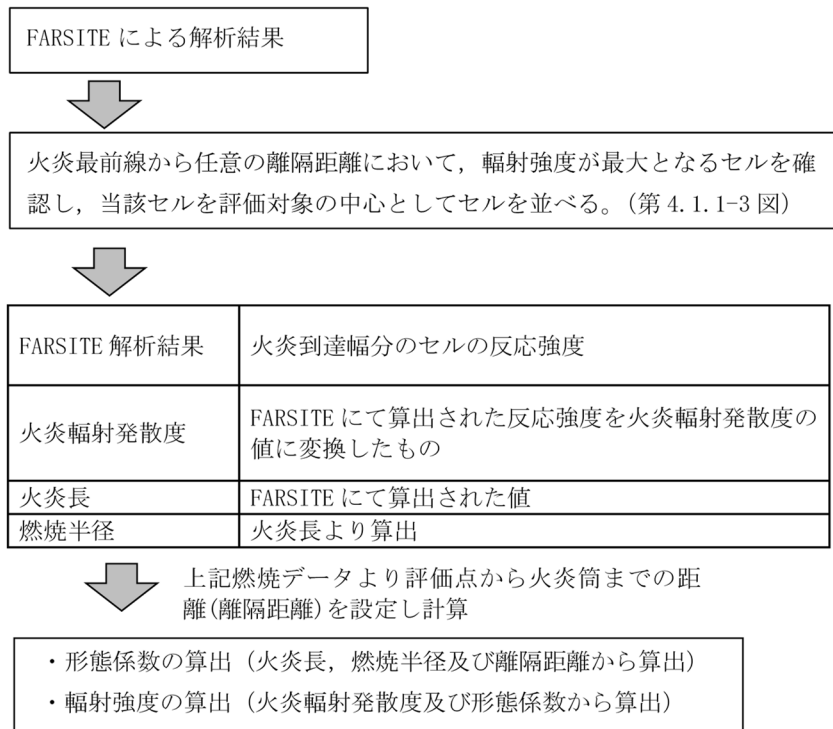 FARSITE による解析結果
火炎最前線から任意の離隔距離において，輻射強度が最大となるセルを確
認し，当該セルを評価対象の中心としてセルを並べる。(第 4.1.1-3 図)
FARSITE 解析結果 火炎到達幅分のセルの反応強度
火炎輻射発散度 FARSITE にて算出された反応強度を火炎輻射発散度の
値に変換したもの
火炎長 FARSITE にて算出された値
燃焼半径 火炎長より算出
上記燃焼データより評価点から火炎筒までの距
離(離隔距離)を設定し計算
・形態係数の算出（火炎長，燃焼半径及び離隔距離から算出）
・輻射強度の算出（火炎輻射発散度及び形態係数から算出）